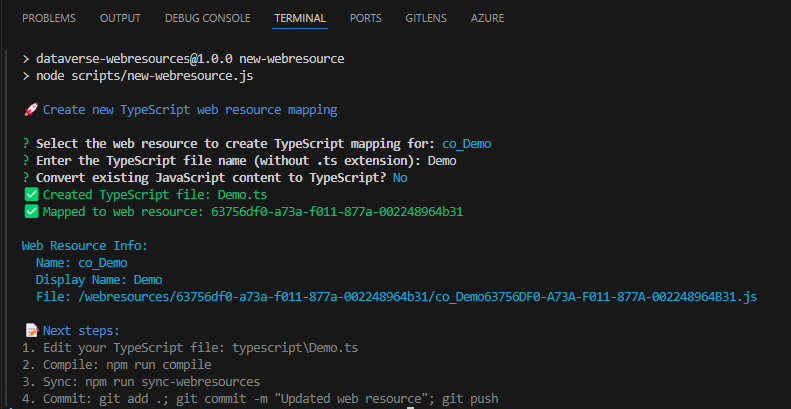 PROBLEMS OUTPUT DEBUG CONSOLE TERMINAL PORTS GITLENS AZURE
> dataverse-webresources@1.0.0 new-webresource
> node scripts/new-webresource.js
🚀 Create new TypeScript web resource mapping
? Select the web resource to create TypeScript mapping for: co_Demo
? Enter the TypeScript file name (without .ts extension): Demo
? Convert existing JavaScript content to TypeScript? No
✅ Created TypeScript file: Demo.ts
✅ Mapped to web resource: 63756df0-a73a-f011-877a-002248964b31
Web Resource Info:
Name: co_Demo
Display Name: Demo
File: /webresources/63756df0-a73a-f011-877a-002248964b31/co_Demo63756DF0-A73A-F011-877A-002248964B31.js
📝 Next steps:
1. Edit your TypeScript file: typescript\Demo.ts
2. Compile: npm run compile
3. Sync: npm run sync-webresources
4. Commit: git add .; git commit -m "Updated web resource"; git push